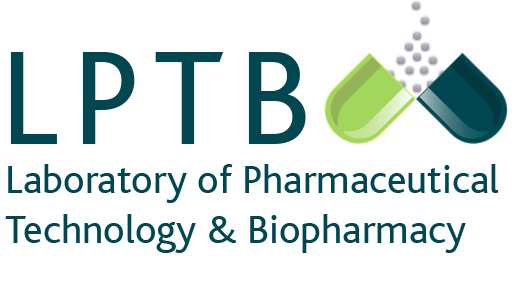 LPTB
Laboratory of Pharmaceutical
Technology & Biopharmacy